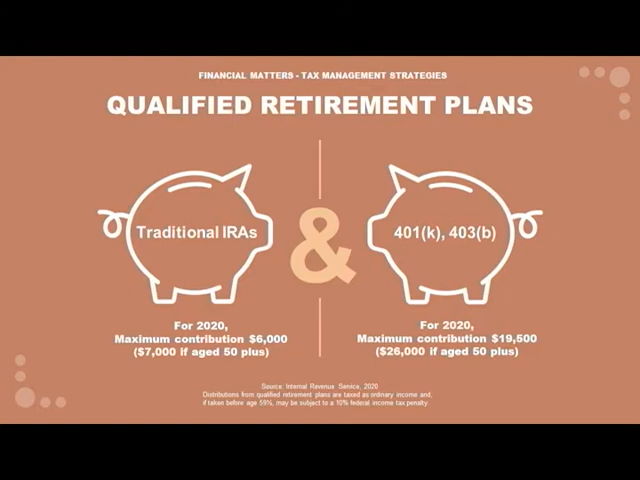 FINANCIAL MATTERS - TAX MANAGEMENT STRATEGIES
QUALIFIED RETIREMENT PLANS
Traditional IRAs
&
401(k), 403(b)
For 2020,
Maximum contribution $6,000
($7,000 if aged 50 plus)
For 2020,
Maximum contribution $19,500
($26,000 if aged 50 plus)
Source: Internal Revenue Service, 2020
Distributions from qualified retirement plans are taxed as ordinary income and,
if taken before age 59½, may be subject to a 10% federal income tax penalty.